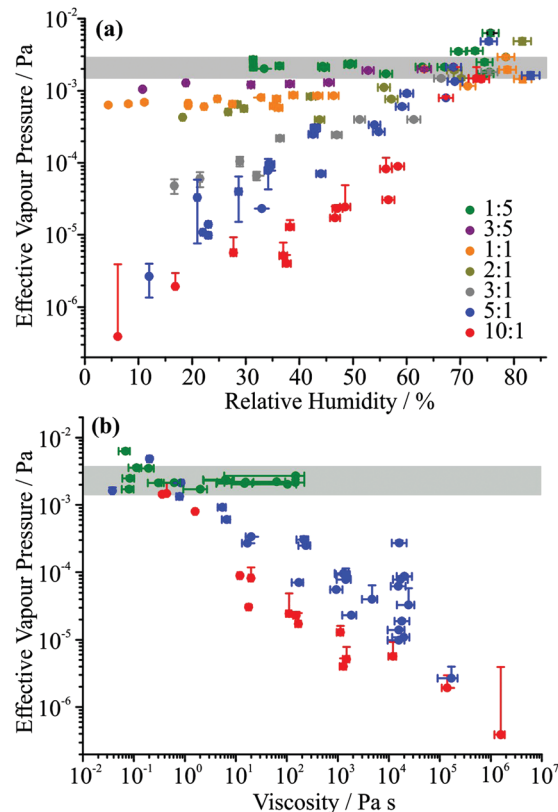 (a)
Effective Vapour Pressure / Pa
10⁻²
10⁻³
10⁻⁴
10⁻⁵
10⁻⁶
1:5
3:5
1:1
2:1
3:1
5:1
10:1
0 10 20 30 40 50 60 70 80 90
Relative Humidity / %
(b)
Effective Vapour Pressure / Pa
10⁻²
10⁻³
10⁻⁴
10⁻⁵
10⁻⁶
10⁻² 10⁻¹ 10⁰ 10¹ 10² 10³ 10⁴ 10⁵ 10⁶ 10⁷
Viscosity / Pa s